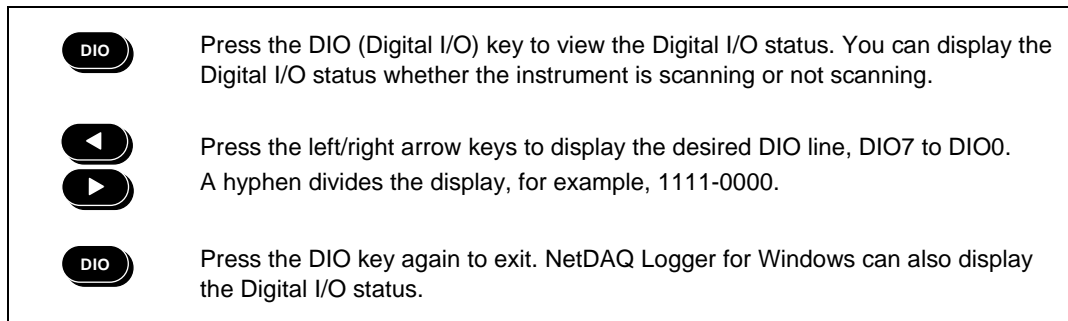 DIO
Press the DIO (Digital I/O) key to view the Digital I/O status. You can display the
Digital I/O status whether the instrument is scanning or not scanning.
Press the left/right arrow keys to display the desired DIO line, DIO7 to DIO0.
A hyphen divides the display, for example, 1111-0000.
DIO
Press the DIO key again to exit. NetDAQ Logger for Windows can also display
the Digital I/O status.